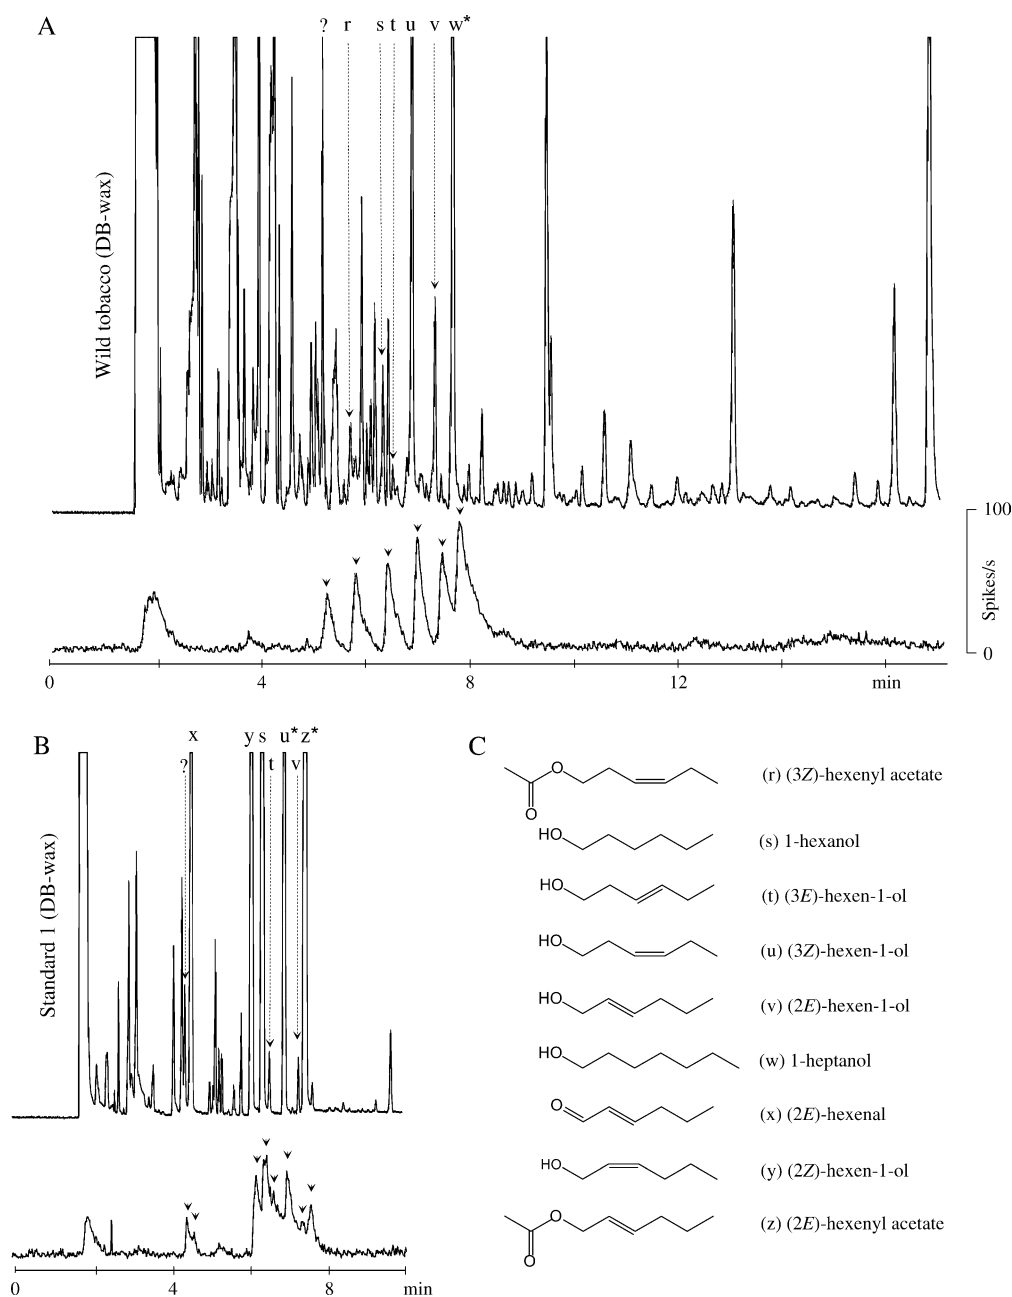 A
? r s t u v w*
Wild tobacco (DB-wax)
100
Spikes/s
0
0 4 8 12 min
B
x y s u* z*
? t v
Standard 1 (DB-wax)
0 4 8 min
C
O
O
(r) (3Z)-hexenyl acetate
HO
(s) 1-hexanol
HO
(t) (3E)-hexen-1-ol
HO
(u) (3Z)-hexen-1-ol
HO
(v) (2E)-hexen-1-ol
HO
(w) 1-heptanol
O
(x) (2E)-hexenal
HO
(y) (2Z)-hexen-1-ol
O
O
(z) (2E)-hexenyl acetate